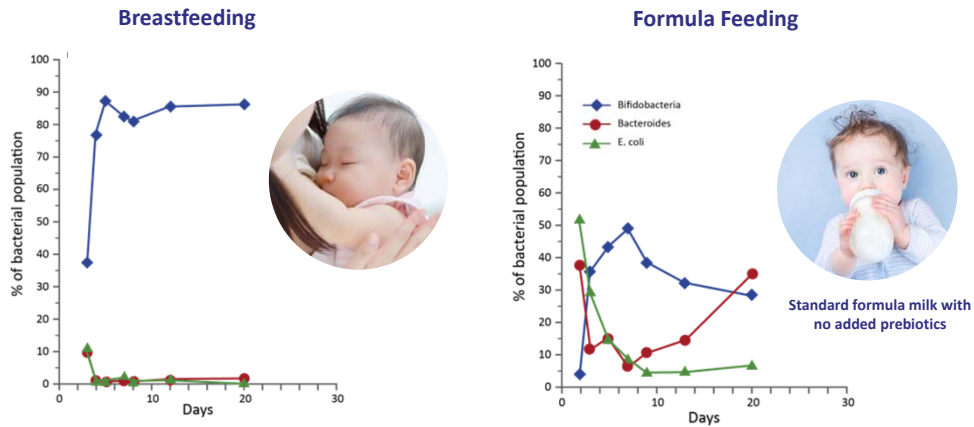 Breastfeeding
100
90
80
70
60
50
40
30
20
10
0
% of bacterial population
0
10
20
30
Days
Formula Feeding
100
90
80
70
60
50
40
30
20
10
0
% of bacterial population
Bifidobacteria
Bacteroides
E. coli
0
10
20
30
Days
Standard formula milk with
no added prebiotics